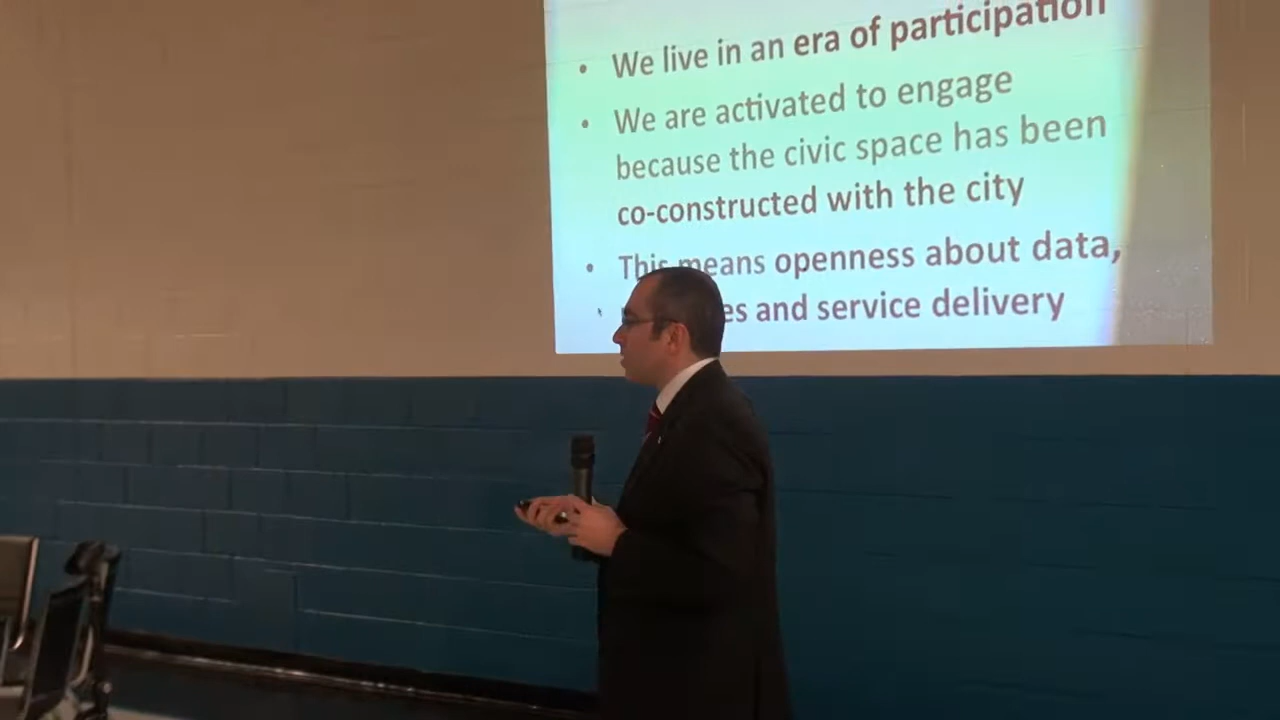 • We live in an era of participation
• We are activated to engage
because the civic space has been
co-constructed with the city
• This means openness about data,
and service delivery